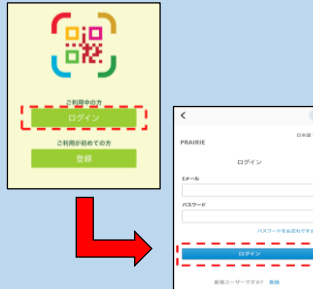 ご利用中の方
ログイン
ご利用が初めての方
登録
日本語
PRAIRIE
ログイン
Eメール
パスワード
パスワードをお忘れですか
ログイン
新規ユーザーですか? 登録